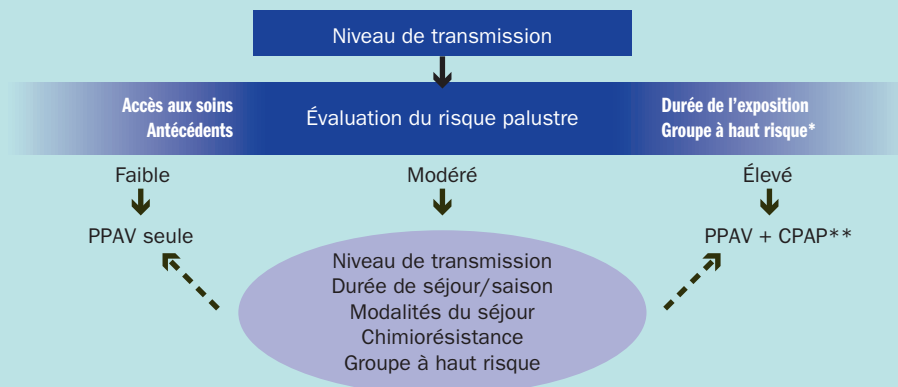 Niveau de transmission
Accès aux soins
Antécédents
Évaluation du risque palustre
Durée de l’exposition
Groupe à haut risque*
Faible
Modéré
Élevé
PPAV seule
PPAV + CPAP**
Niveau de transmission
Durée de séjour/saison
Modalités du séjour
Chimiorésistance
Groupe à haut risque